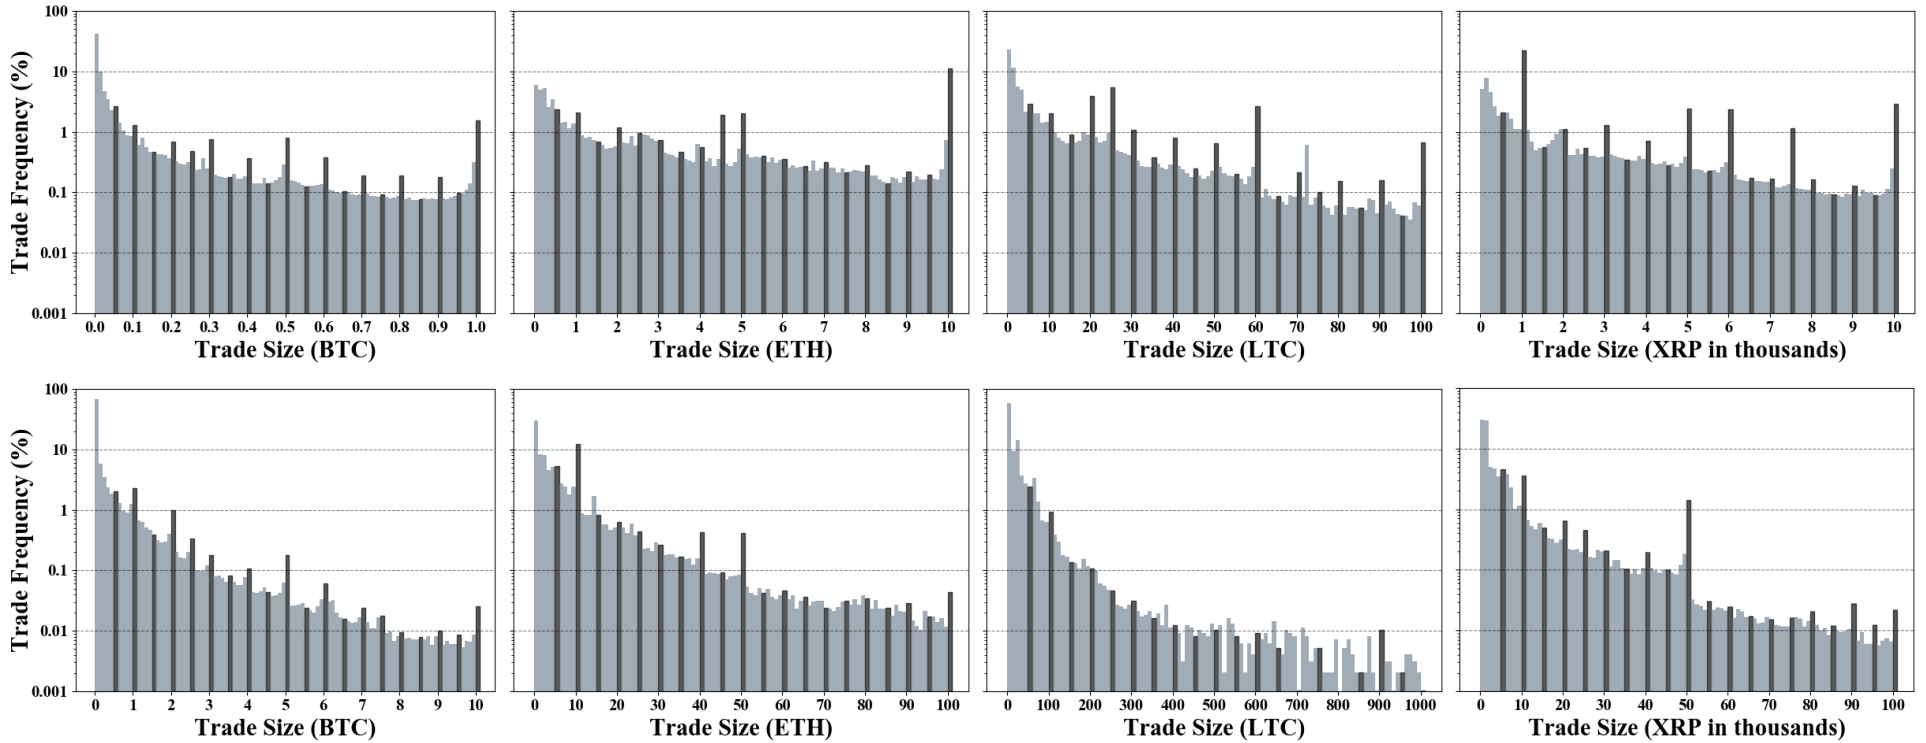 Trade Frequency (%)
100
10
1
0.1
0.01
0.001
0.0 0.1 0.2 0.3 0.4 0.5 0.6 0.7 0.8 0.9 1.0
Trade Size (BTC)
0 1 2 3 4 5 6 7 8 9 10
Trade Size (ETH)
0 10 20 30 40 50 60 70 80 90 100
Trade Size (LTC)
0 1 2 3 4 5 6 7 8 9 10
Trade Size (XRP in thousands)
Trade Frequency (%)
100
10
1
0.1
0.01
0.001
0 1 2 3 4 5 6 7 8 9 10
Trade Size (BTC)
0 10 20 30 40 50 60 70 80 90 100
Trade Size (ETH)
0 100 200 300 400 500 600 700 800 900 1000
Trade Size (LTC)
0 10 20 30 40 50 60 70 80 90 100
Trade Size (XRP in thousands)